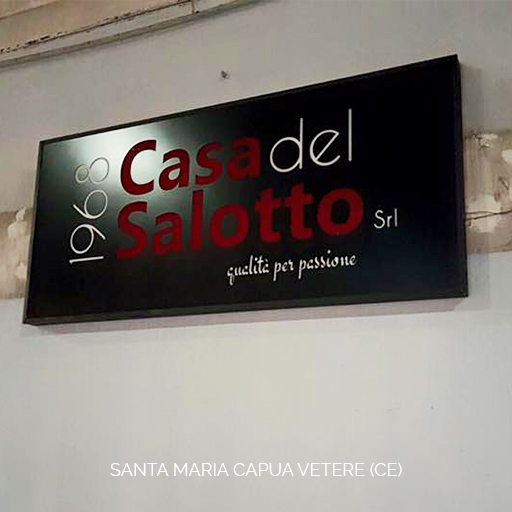 1968
Casa del
Salotto Srl
qualità per passione
SANTA MARIA CAPUA VETERE (CE)